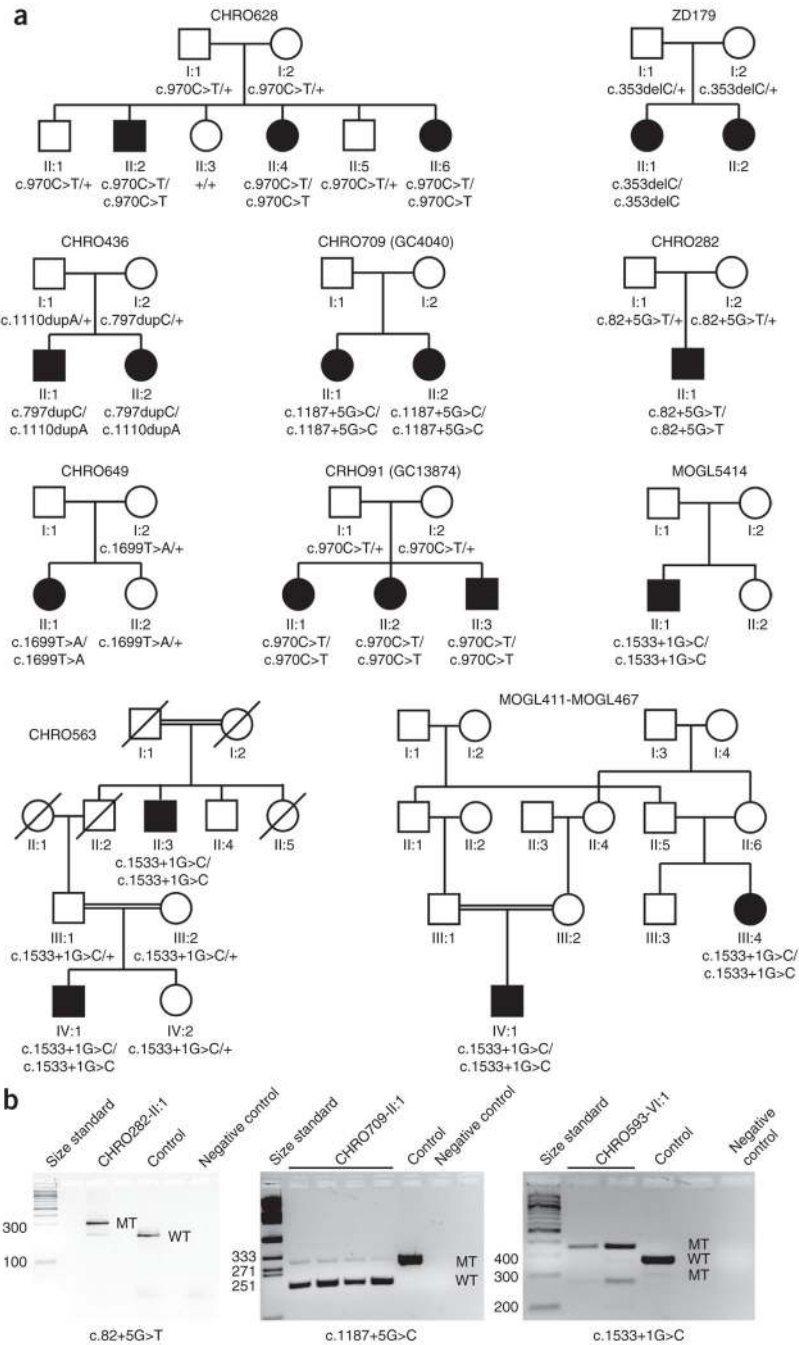 a
CHRO628
I:1 I:2
c.970C>T/+ c.970C>T/+
II:1 II:2 II:3 II:4 II:5 II:6
c.970C>T/+ c.970C>T/ +/+ c.970C>T/ c.970C>T/+ c.970C>T/
c.970C>T c.970C>T c.970C>T
ZD179
I:1 I:2
c.353delC/+ c.353delC/+
II:1 II:2
c.353delC/
c.353delC
CHRO436
I:1 I:2
c.1110dupA/+ c.797dupC/+
II:1 II:2
c.797dupC/ c.797dupC/
c.1110dupA c.1110dupA
CHRO709 (GC4040)
I:1 I:2
II:1 II:2
c.1187+5G>C/ c.1187+5G>C/
c.1187+5G>C c.1187+5G>C
CHRO282
I:1 I:2
c.82+5G>T/+ c.82+5G>T/+
II:1
c.82+5G>T/
c.82+5G>T
CHRO649
I:1 I:2
c.1699T>A/+
II:1 II:2
c.1699T>A/ c.1699T>A/+
c.1699T>A
CRHO91 (GC13874)
I:1 I:2
c.970C>T/+ c.970C>T/+
II:1 II:2 II:3
c.970C>T/ c.970C>T/ c.970C>T/
c.970C>T c.970C>T c.970C>T
MOGL5414
I:1 I:2
II:1 II:2
c.1533+1G>C/
c.1533+1G>C
CHRO563
I:1 I:2
II:1 II:2 II:3 II:4 II:5
c.1533+1G>C/
c.1533+1G>C
III:1 III:2
c.1533+1G>C/+ c.1533+1G>C/+
IV:1 IV:2
c.1533+1G>C/ c.1533+1G>C/+
c.1533+1G>C
MOGL411-MOGL467
I:1 I:2 I:3 I:4
II:1 II:2 II:3 II:4 II:5 II:6
III:1 III:2 III:3 III:4
c.1533+1G>C/
c.1533+1G>C
IV:1
c.1533+1G>C/
c.1533+1G>C
b
Size standard CHRO282-II:1 Control Negative control
300 MT
WT
100
c.82+5G>T
Size standard CHRO709-II:1 Control Negative control
333 MT
271
251 WT
c.1187+5G>C
Size standard CHRO593-VI:1 Control Negative control
MT
400 WT
300 MT
200
c.1533+1G>C